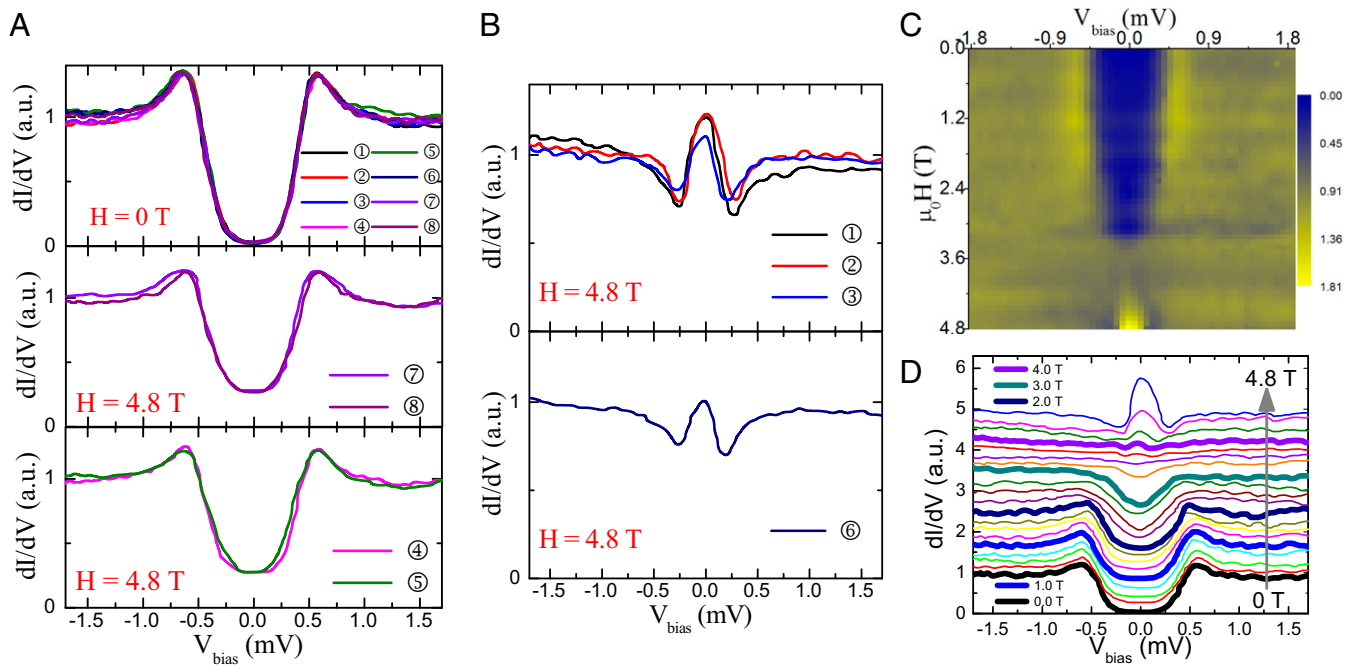 A
dI/dV (a.u.)
1
0
H = 0 T
① ⑤
② ⑥
③ ⑦
④ ⑧
dI/dV (a.u.)
1
H = 4.8 T
⑦
⑧
dI/dV (a.u.)
1
0
H = 4.8 T
④
⑤
-1.5 -1.0 -0.5 0.0 0.5 1.0 1.5
V_bias (mV)
B
dI/dV (a.u.)
1
0
H = 4.8 T
①
②
③
dI/dV (a.u.)
1
0
H = 4.8 T
⑥
-1.5 -1.0 -0.5 0.0 0.5 1.0 1.5
V_bias (mV)
C
V_bias (mV)
-1.8 -0.9 0.0 0.9 1.8
μ₀H (T)
0.0
1.2
2.4
3.6
4.8
0.00
0.45
0.91
1.36
1.81
D
dI/dV (a.u.)
6
5
4
3
2
1
0
4.0 T
3.0 T
2.0 T
4.8 T
1.0 T
0.0 T
0 T
-1.5 -1.0 -0.5 0.0 0.5 1.0 1.5
V_bias (mV)